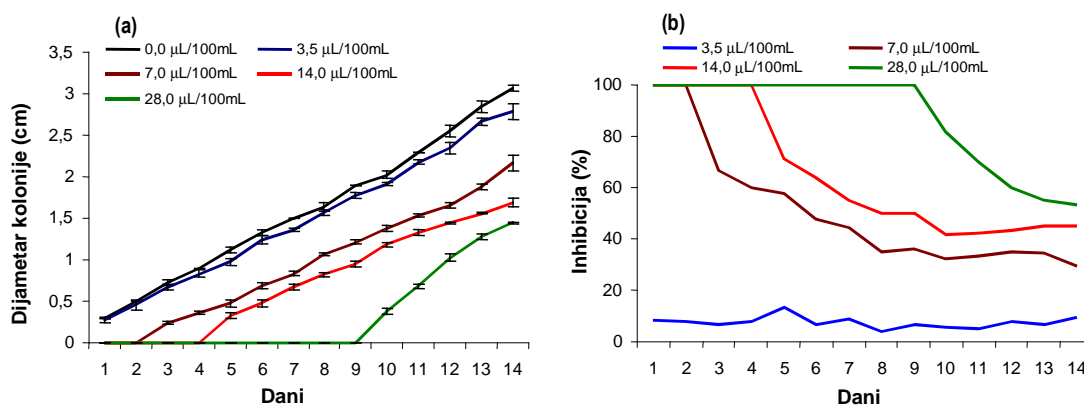 (a)
0,0 µL/100mL 3,5 µL/100mL
7,0 µL/100mL 14,0 µL/100mL
28,0 µL/100mL
Dijametar kolonije (cm)
3,5
3
2,5
2
1,5
1
0,5
0
1 2 3 4 5 6 7 8 9 10 11 12 13 14
Dani
(b)
3,5 µL/100mL 7,0 µL/100mL
14,0 µL/100mL 28,0 µL/100mL
Inhibicija (%)
100
80
60
40
20
0
1 2 3 4 5 6 7 8 9 10 11 12 13 14
Dani